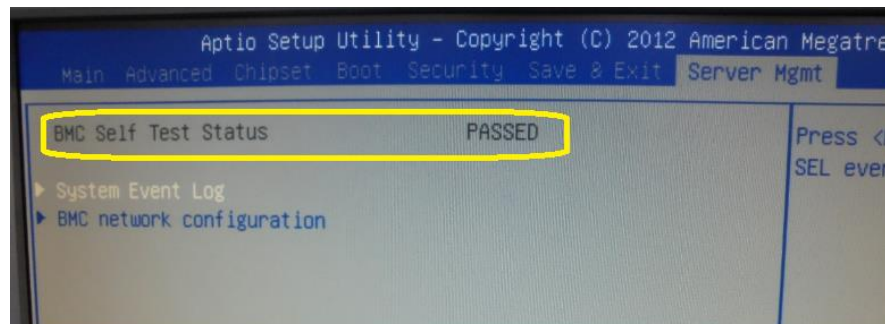 Aptio Setup Utility - Copyright (C) 2012 American Megatre
Main Advanced Chipset Boot Security Save & Exit Server Mgmt
BMC Self Test Status PASSED
Press <
SEL ever
System Event Log
BMC network configuration